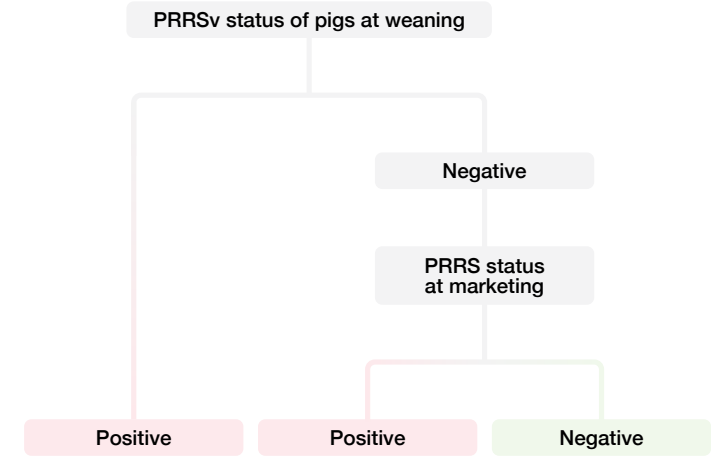 PRRSv status of pigs at weaning
Negative
PRRS status
at marketing
Positive
Positive
Negative